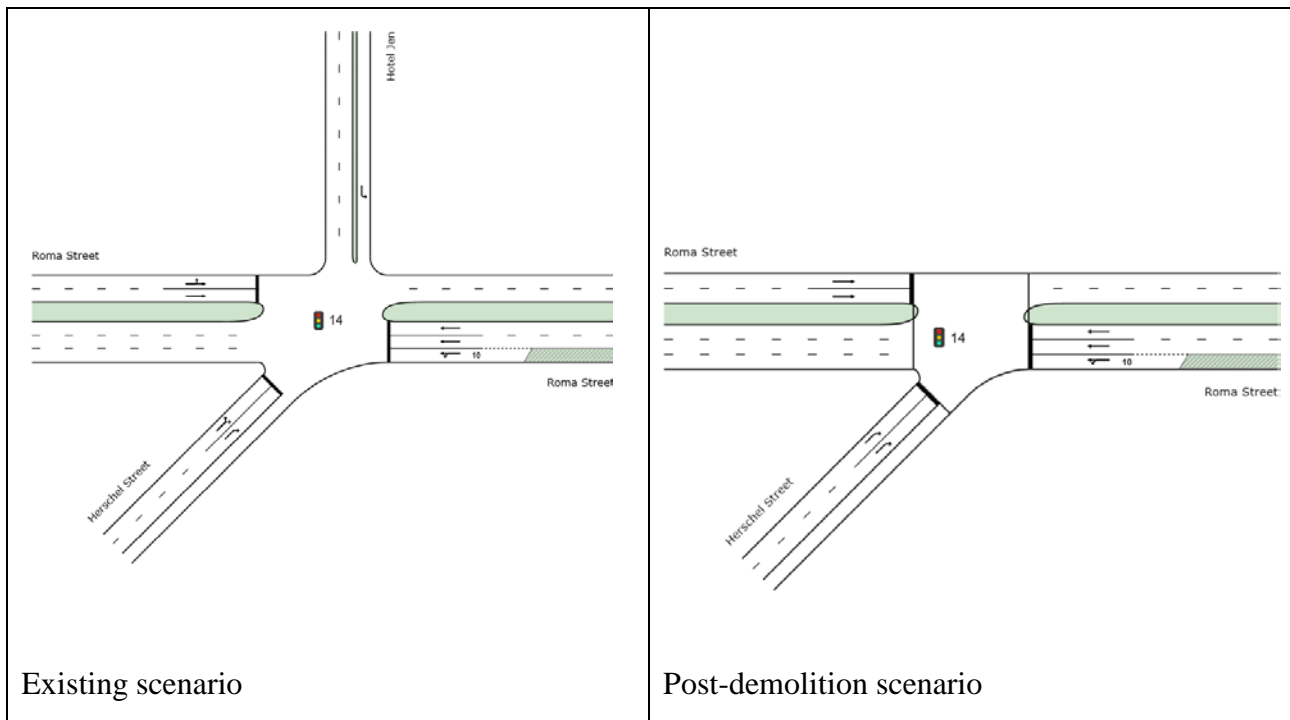 Hotel Jen
Roma Street
14
10
Roma Street
Herschel Street
Existing scenario
Roma Street
14
10
Roma Street
Herschel Street
Post-demolition scenario